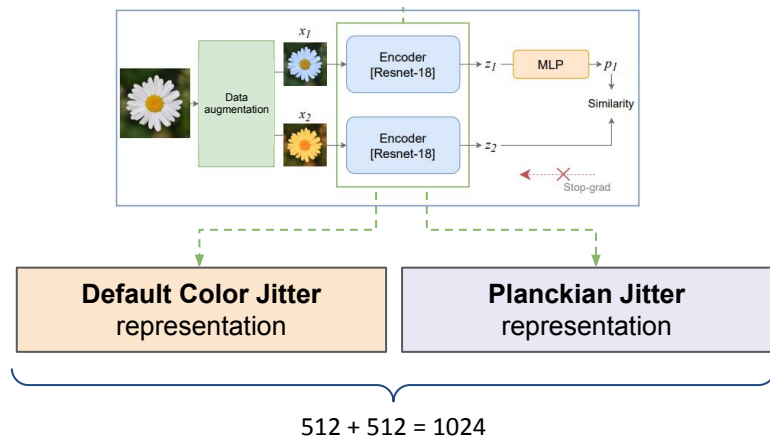 x1
Encoder
[Resnet-18]
z1
MLP
p1
Data
augmentation
Similarity
x2
Encoder
[Resnet-18]
z2
Stop-grad
Default Color Jitter
representation
Planckian Jitter
representation
512 + 512 = 1024